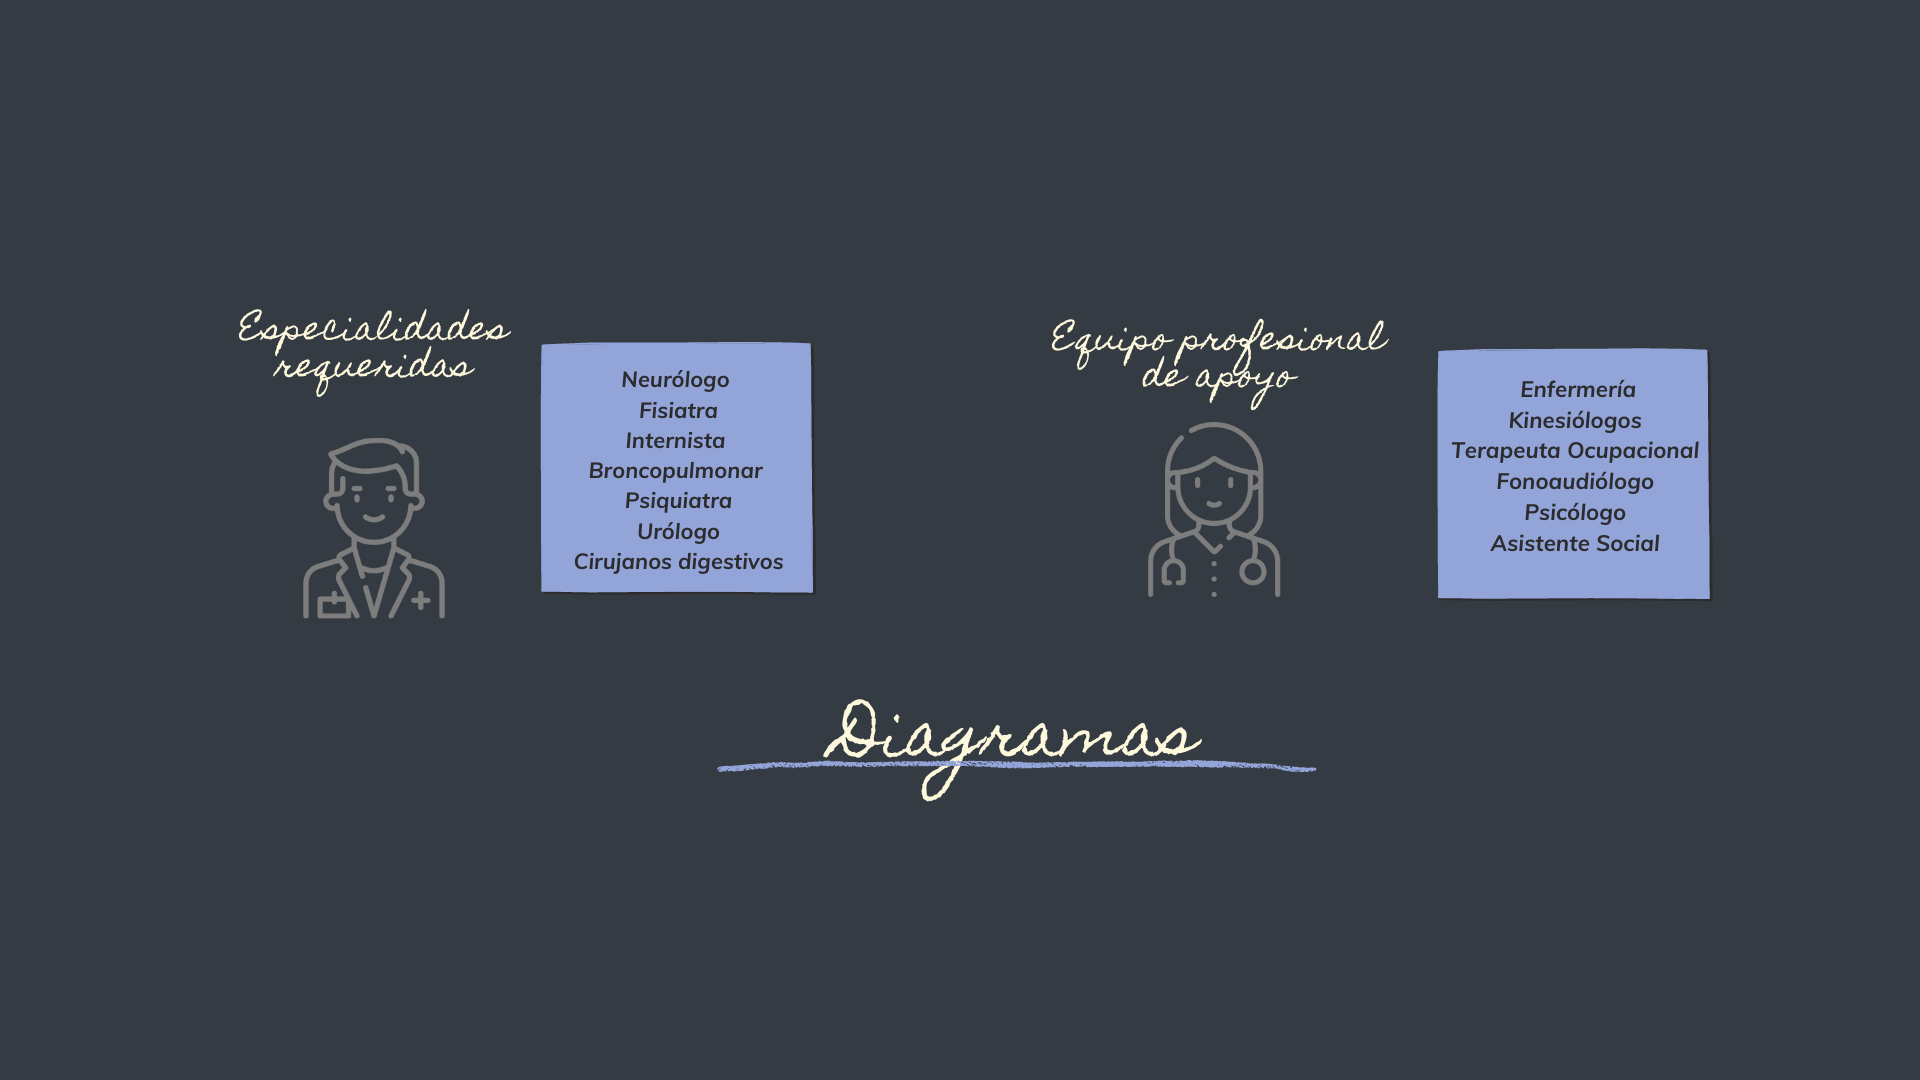 Especialidades
requeridas
Neurólogo
Fisiatra
Internista
Broncopulmonar
Psiquiatra
Urólogo
Cirujanos digestivos
Equipo profesional
de apoyo
Enfermería
Kinesiólogos
Terapeuta Ocupacional
Fonoaudiólogo
Psicólogo
Asistente Social
Diagramas